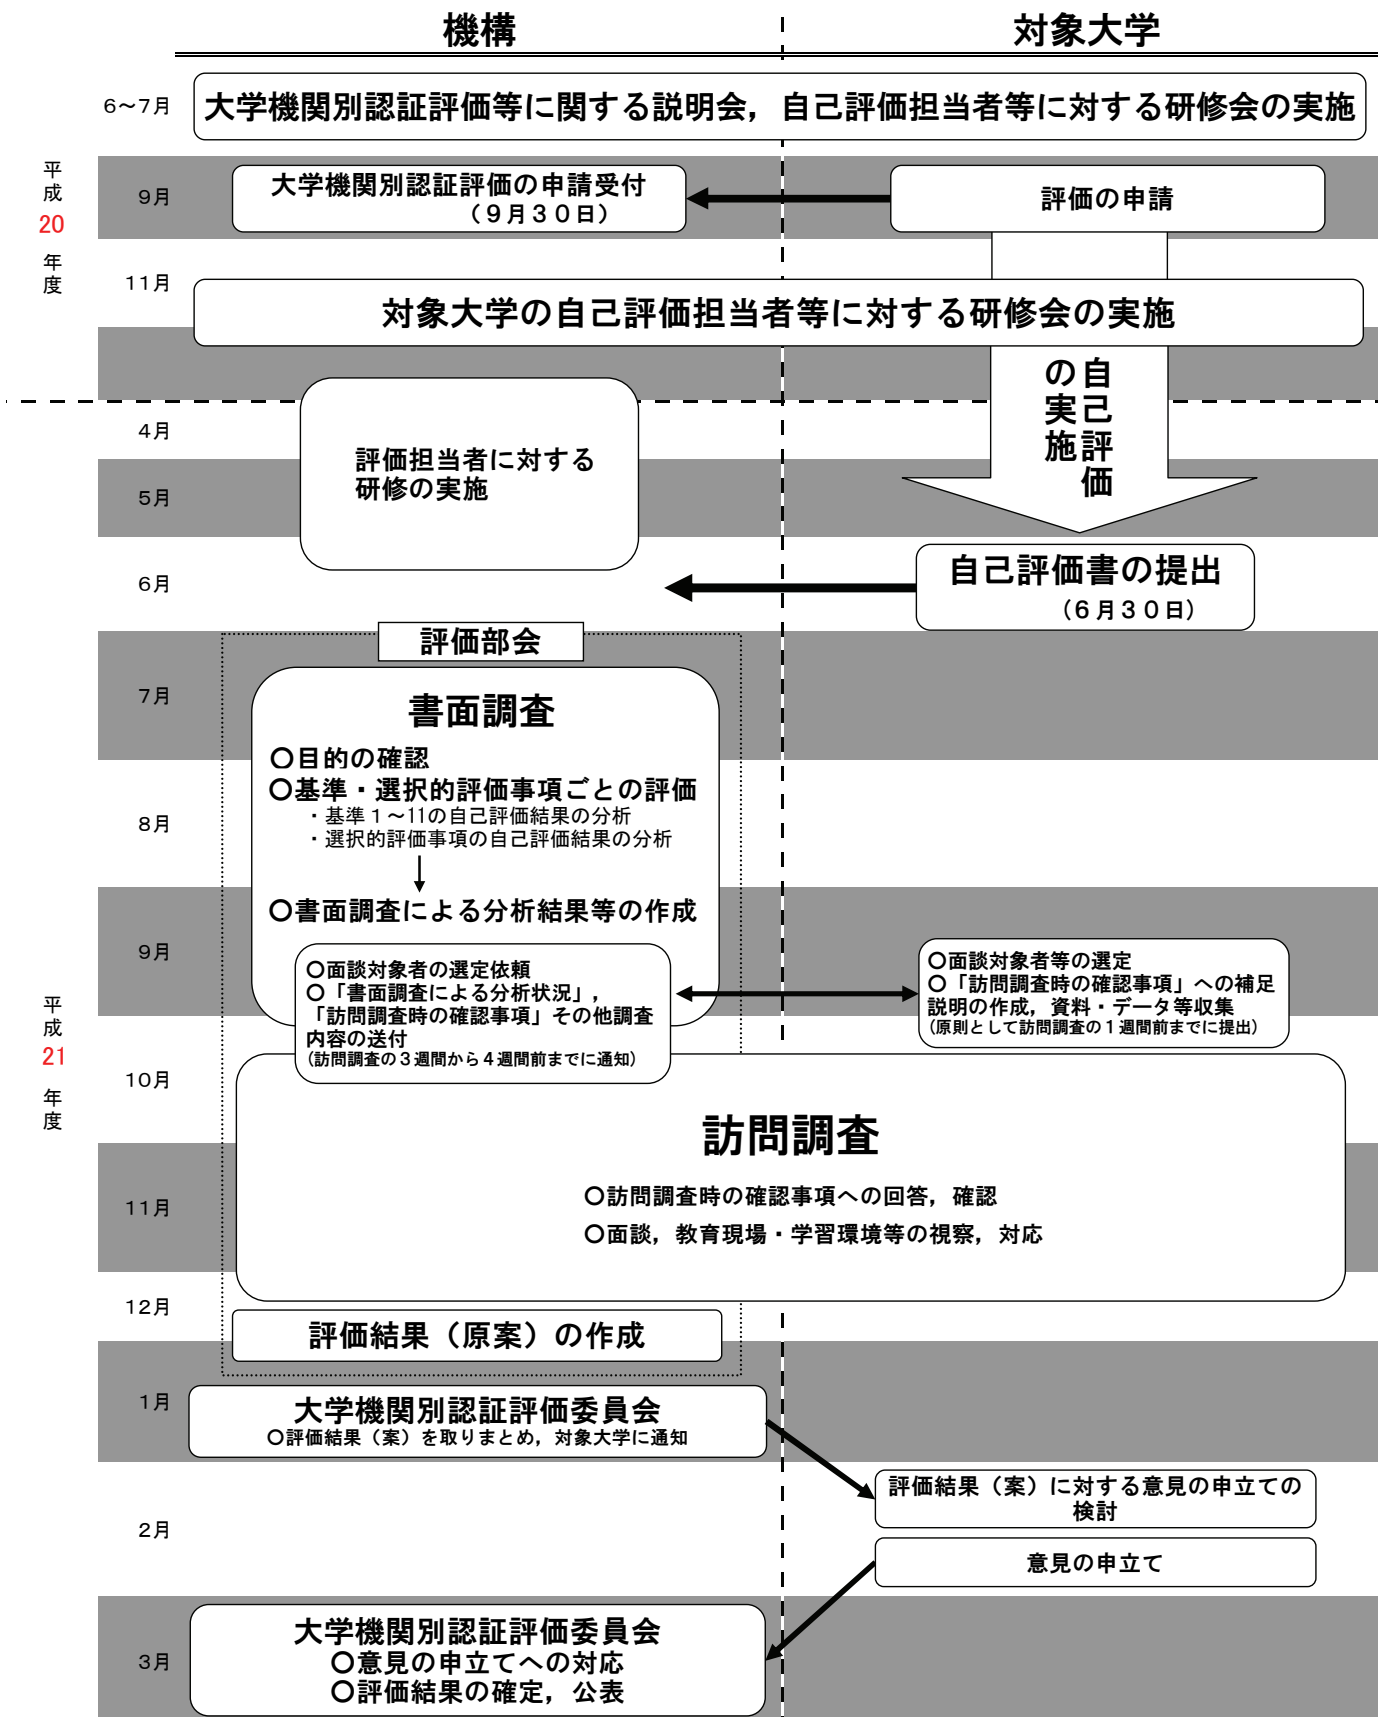 機構
対象大学
6～7月
大学機関別認証評価等に関する説明会，自己評価担当者等に対する研修会の実施
平成
20
年度
9月
大学機関別認証評価の申請受付
（９月３０日）
評価の申請
11月
対象大学の自己評価担当者等に対する研修会の実施
自己評価
の実施
4月
評価担当者に対する
研修の実施
5月
6月
自己評価書の提出
（６月３０日）
評価部会
7月
書面調査
〇目的の確認
〇基準・選択的評価事項ごとの評価
・基準１～11の自己評価結果の分析
・選択的評価事項の自己評価結果の分析
8月
〇書面調査による分析結果等の作成
9月
〇面談対象者の選定依頼
〇「書面調査による分析状況」，
「訪問調査時の確認事項」その他調査
内容の送付
（訪問調査の３週間から４週間前までに通知）
〇面談対象者等の選定
〇「訪問調査時の確認事項」への補足
説明の作成，資料・データ等収集
（原則として訪問調査の１週間前までに提出）
平成
21
年度
10月
訪問調査
〇訪問調査時の確認事項への回答，確認
11月
〇面談，教育現場・学習環境等の視察，対応
12月
評価結果（原案）の作成
1月
大学機関別認証評価委員会
〇評価結果（案）を取りまとめ，対象大学に通知
評価結果（案）に対する意見の申立ての
検討
2月
意見の申立て
3月
大学機関別認証評価委員会
〇意見の申立てへの対応
〇評価結果の確定，公表